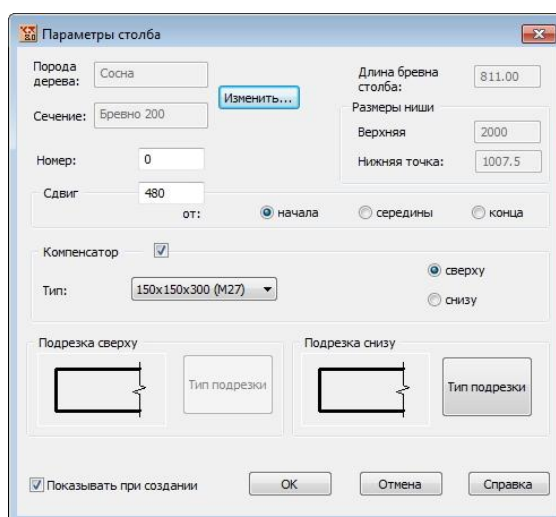 Параметры столба
Порода дерева:
Сосна
Изменить...
Длина бревна столба:
811.00
Сечение:
Бревно 200
Размеры ниши
Верхняя
2000
Номер:
0
Нижняя точка:
1007.5
Сдвиг
480
от:
начала
середины
конца
Компенсатор
сверху
Тип:
150x150x300 (M27)
снизу
Подрезка сверху
Тип подрезки
Подрезка снизу
Тип подрезки
Показывать при создании
OK
Отмена
Справка